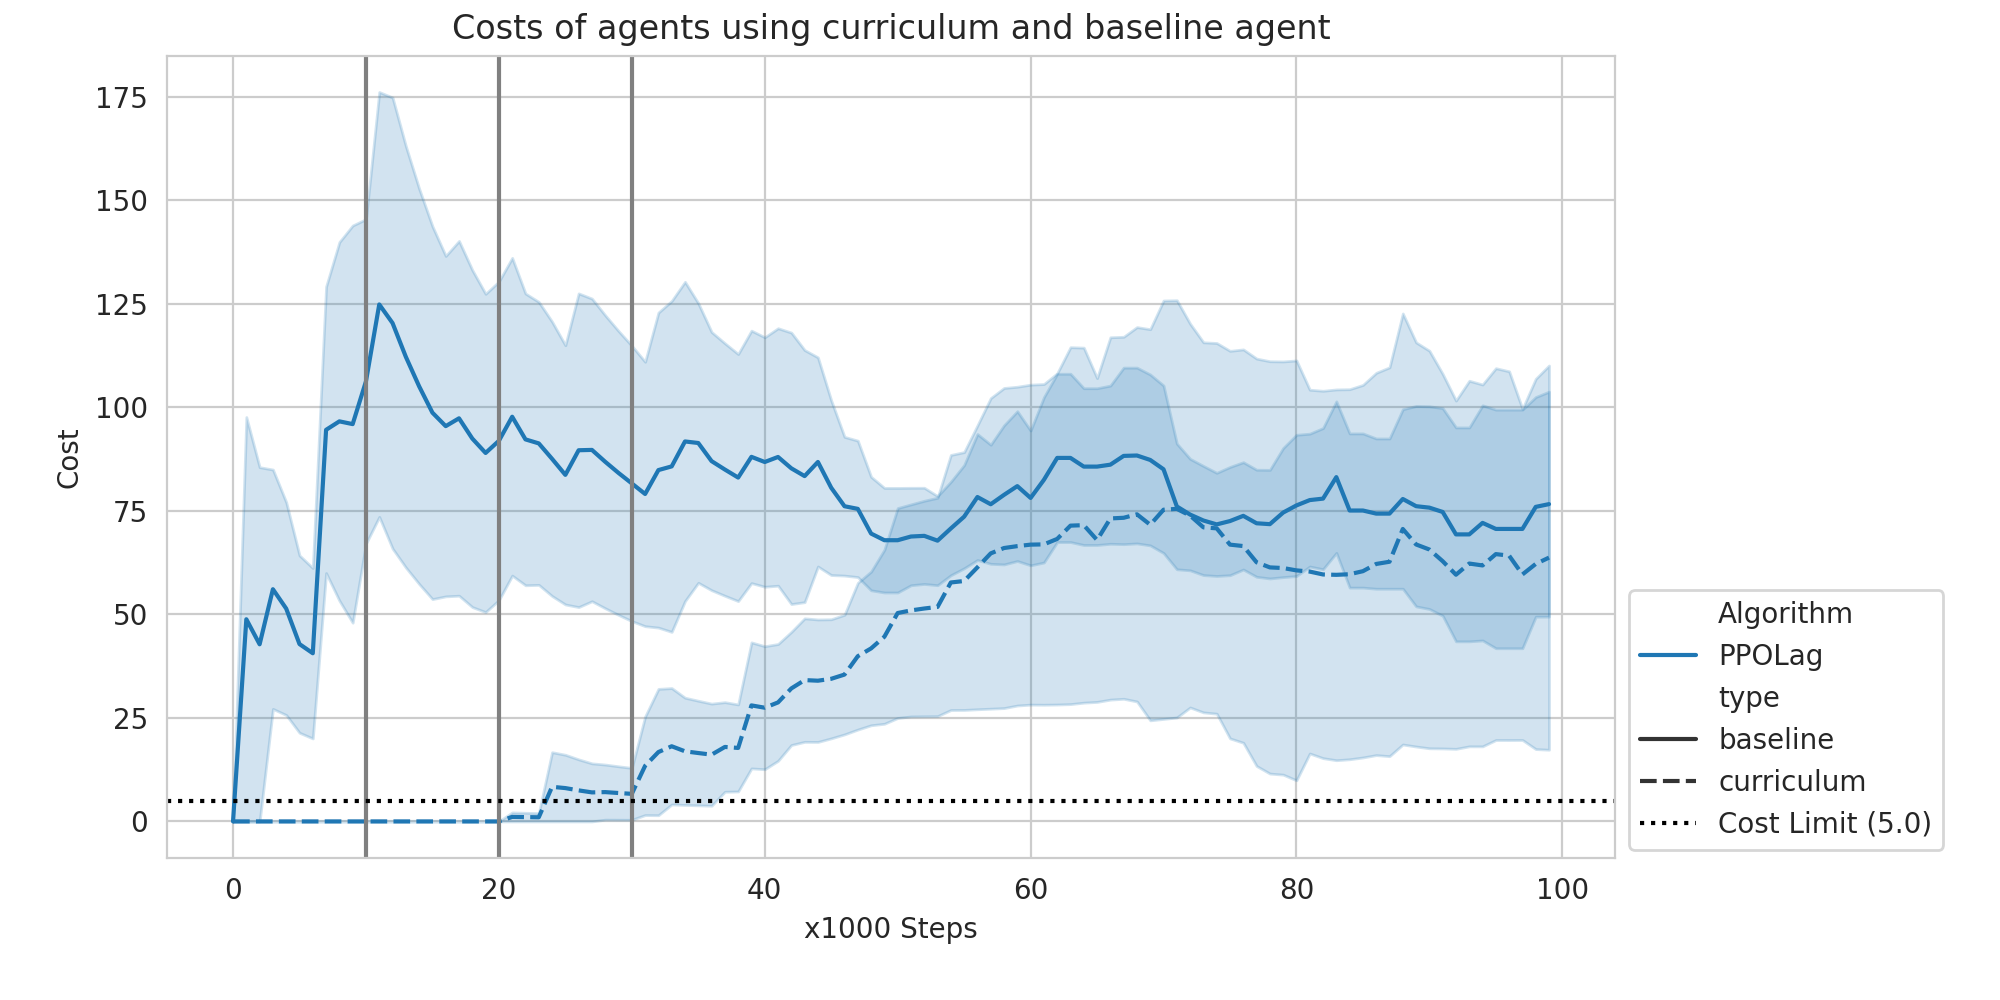 Costs of agents using curriculum and baseline agent
175
150
125
100
75
50
25
0
Cost
0 20 40 60 80 100
x1000 Steps
Algorithm
PPOLag
type
baseline
curriculum
Cost Limit (5.0)